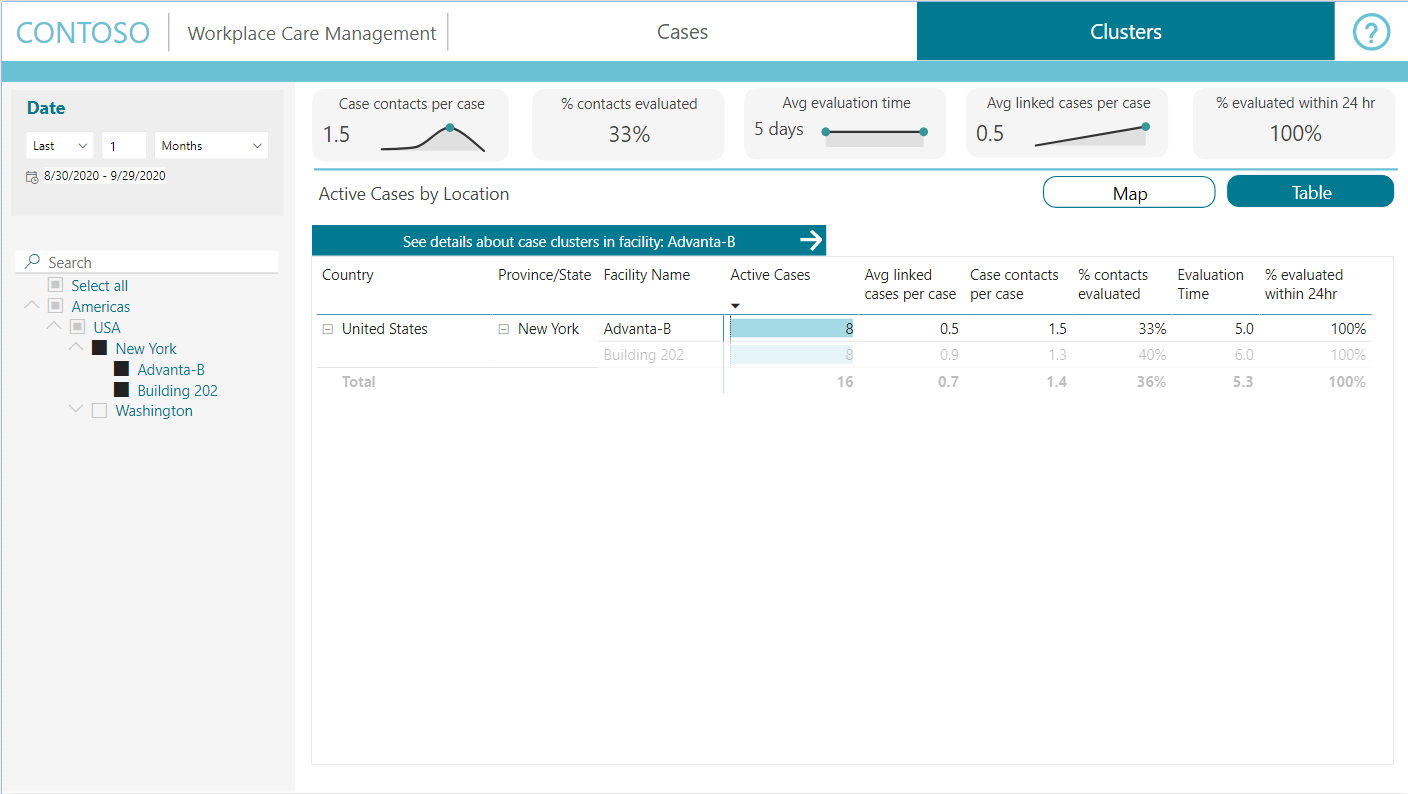 CONTOSO
Workplace Care Management
Cases
Clusters
?
Date
Last
1
Months
8/30/2020 - 9/29/2020
Search
Select all
Americas
USA
New York
Advanta-B
Building 202
Washington
Case contacts per case
1.5
% contacts evaluated
33%
Avg evaluation time
5 days
Avg linked cases per case
0.5
% evaluated within 24 hr
100%
Active Cases by Location
Map
Table
See details about case clusters in facility: Advanta-B
Country Province/State Facility Name Active Cases Avg linked cases per case Case contacts per case % contacts evaluated Evaluation Time % evaluated within 24hr
United States New York Advanta-B 8 0.5 1.5 33% 5.0 100%
Building 202 8 0.9 1.3 40% 6.0 100%
Total 16 0.7 1.4 36% 5.3 100%